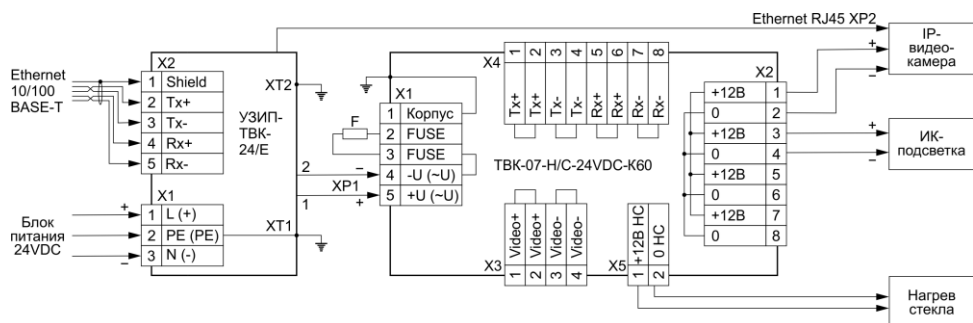 Ethernet RJ45 XP2
IP-
видео-
камера
+
−
Ethernet
10/100
BASE-T
X2
1 Shield
2 Tx+
3 Tx-
4 Rx+
5 Rx-
XT2
УЗИП-
ТВК-
24/E
X1
1 L (+)
2 PE (PE)
3 N (-)
XT1
Блок
питания
24VDC
+
−
F
2
−
XP1
1
+
X1
1 Корпус
2 FUSE
3 FUSE
4 -U (~U)
5 +U (~U)
X4
1 2 3 4 5 6 7 8
Tx+ Tx+ Tx- Tx- Rx+ Rx+ Rx- Rx-
ТВК-07-Н/С-24VDC-К60
X3
Video+ Video+ Video- Video-
1 2 3 4
X5
+12В НС 0 НС
1 2
X2
+12В 1
0 2
+12В 3
0 4
+12В 5
0 6
+12В 7
0 8
+
−
ИК-
подсветка
Нагрев
стекла